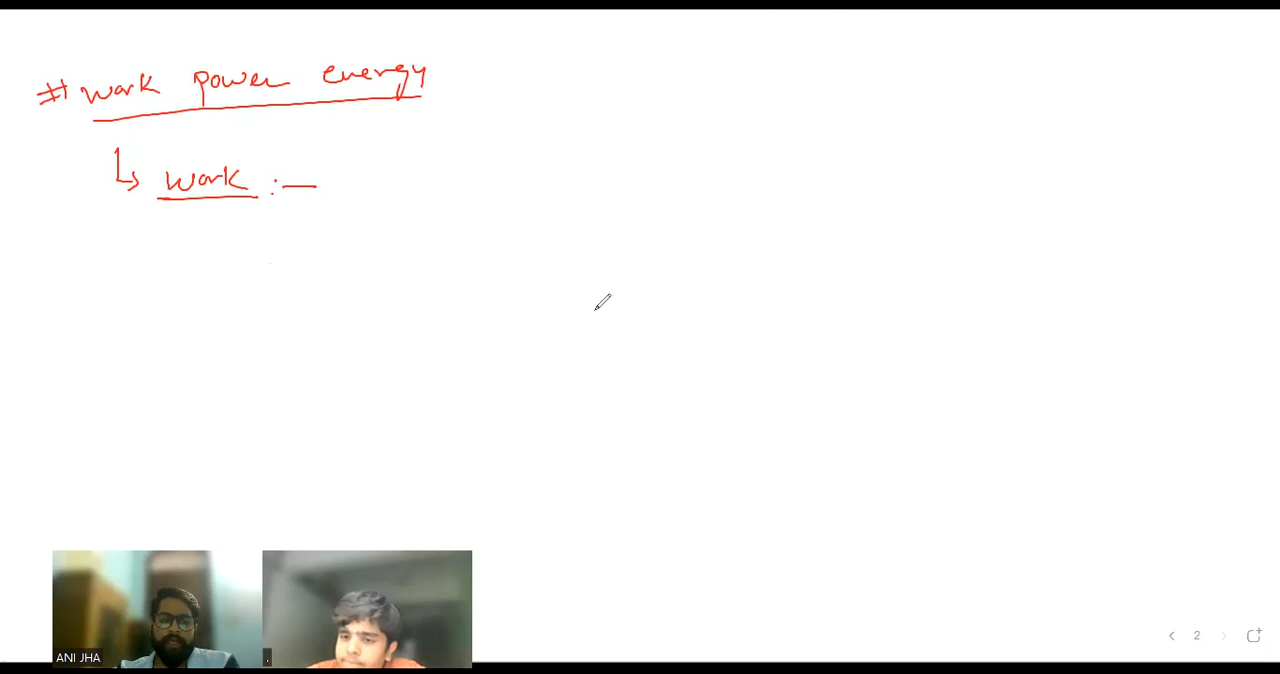 # Work power energy
↳ Work :—
ANI JHA
.
2